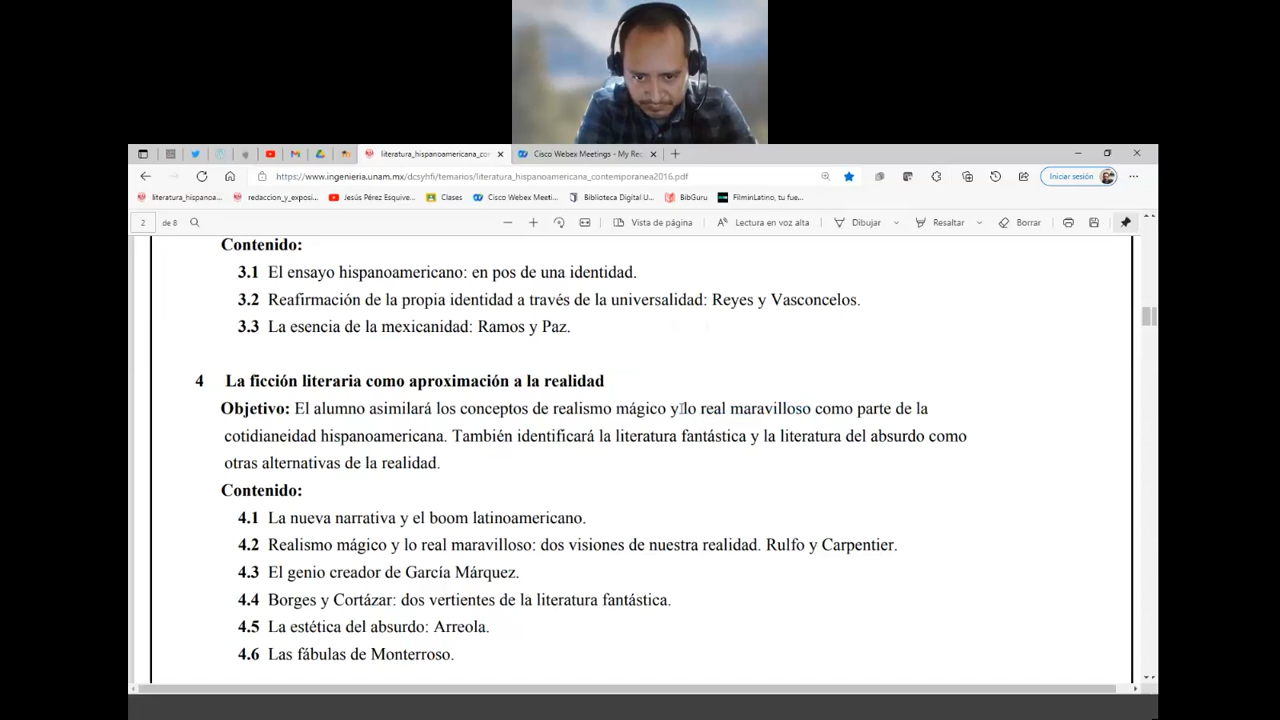 literatura_hispanoamericana_co
Cisco Webex Meetings - My Rec
https://www.ingenieria.unam.mx/dcsyhfi/temarios/literatura_hispanoamericana_contemporanea2016.pdf
Iniciar sesión
literatura_hispanoa...
redaccion_y_exposi...
Jesús Pérez Esquive...
Clases
Cisco Webex Meeti...
Biblioteca Digital U...
BibGuru
FilminLatino, tu fue...
2 de 8
Vista de página
Lectura en voz alta
Dibujar
Resaltar
Borrar
Contenido:
3.1 El ensayo hispanoamericano: en pos de una identidad.
3.2 Reafirmación de la propia identidad a través de la universalidad: Reyes y Vasconcelos.
3.3 La esencia de la mexicanidad: Ramos y Paz.
4 La ficción literaria como aproximación a la realidad
Objetivo: El alumno asimilará los conceptos de realismo mágico y lo real maravilloso como parte de la
cotidianeidad hispanoamericana. También identificará la literatura fantástica y la literatura del absurdo como
otras alternativas de la realidad.
Contenido:
4.1 La nueva narrativa y el boom latinoamericano.
4.2 Realismo mágico y lo real maravilloso: dos visiones de nuestra realidad. Rulfo y Carpentier.
4.3 El genio creador de García Márquez.
4.4 Borges y Cortázar: dos vertientes de la literatura fantástica.
4.5 La estética del absurdo: Arreola.
4.6 Las fábulas de Monterroso.